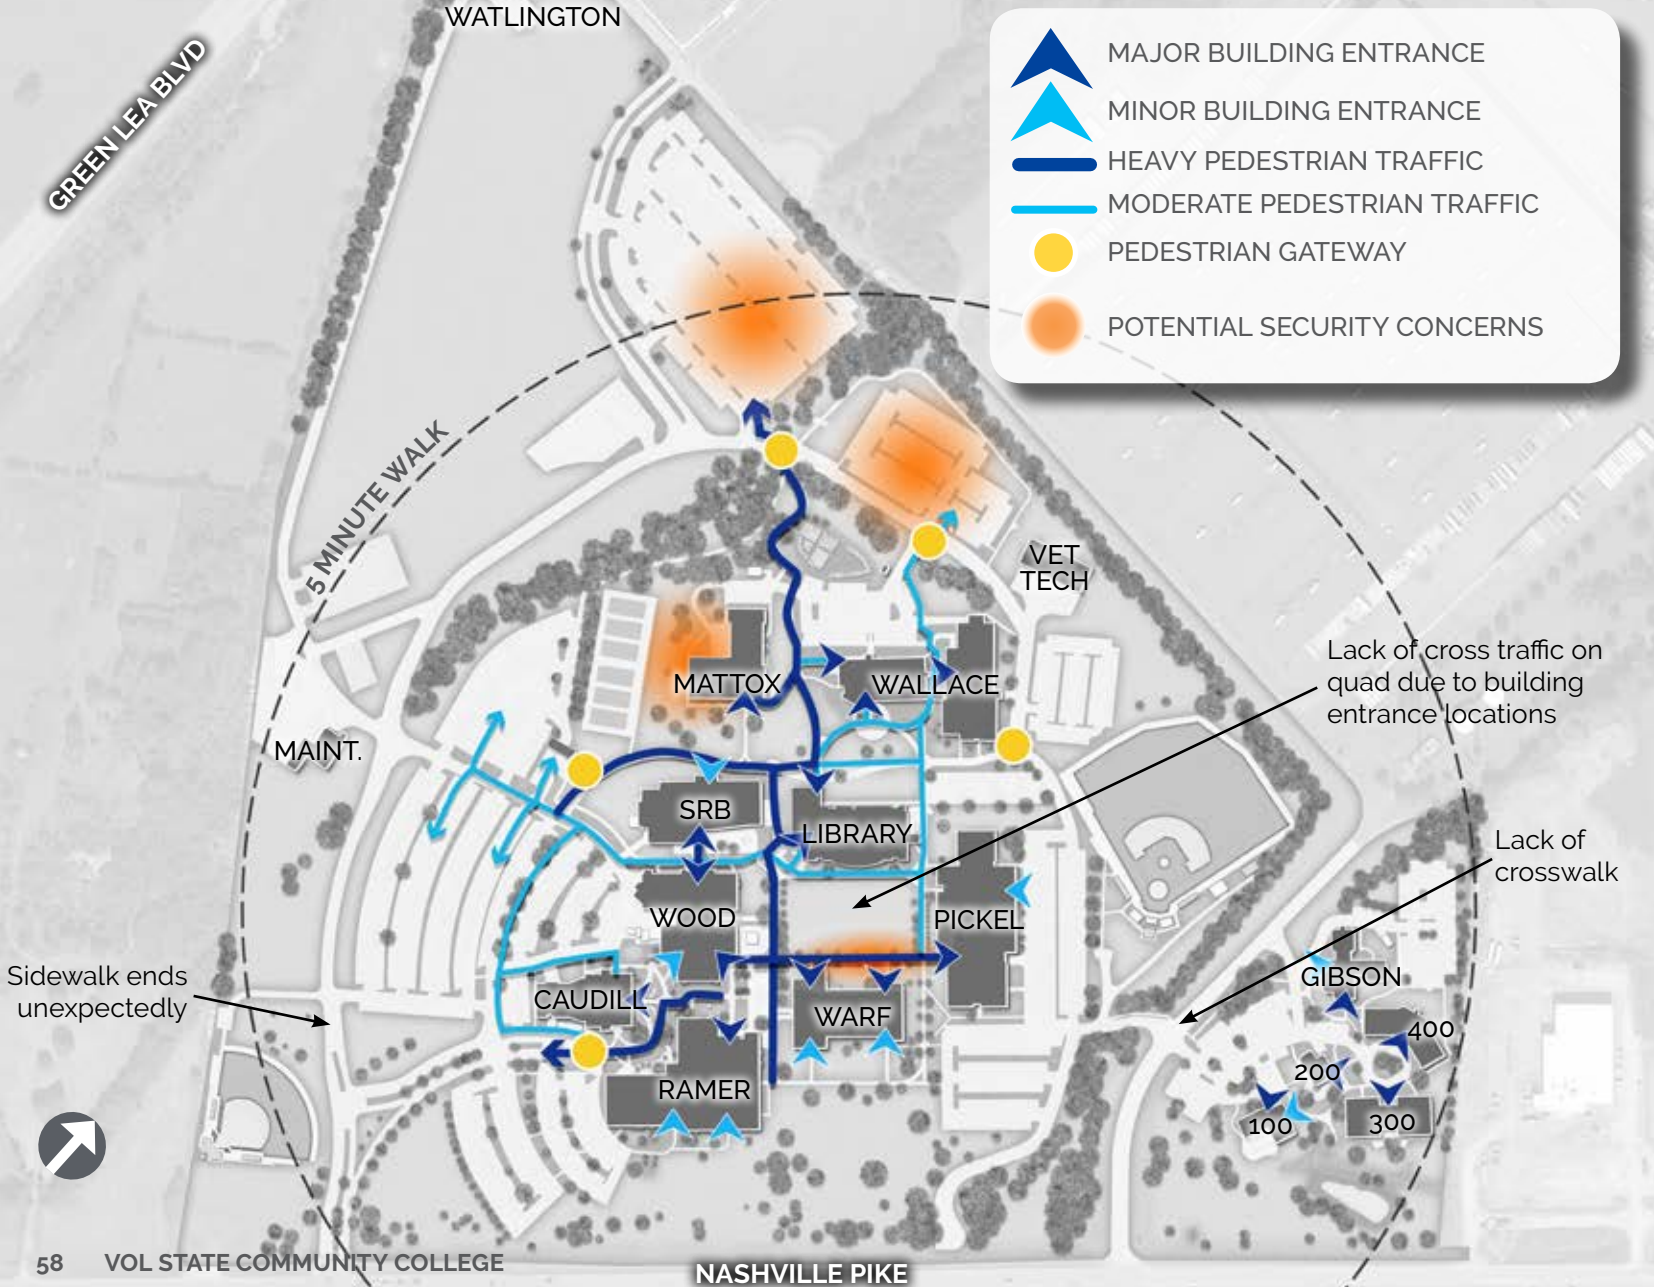 WATLINGTON
GREEN LEA BLVD
MAJOR BUILDING ENTRANCE
MINOR BUILDING ENTRANCE
HEAVY PEDESTRIAN TRAFFIC
MODERATE PEDESTRIAN TRAFFIC
PEDESTRIAN GATEWAY
POTENTIAL SECURITY CONCERNS
5 MINUTE WALK
VET
TECH
MATTOX
WALLACE
Lack of cross traffic on
quad due to building
entrance locations
MAINT.
SRB
LIBRARY
Lack of
crosswalk
WOOD
PICKEL
Sidewalk ends
unexpectedly
CAUDILL
WARF
GIBSON
400
200
RAMER
100
300
58 VOL STATE COMMUNITY COLLEGE
NASHVILLE PIKE